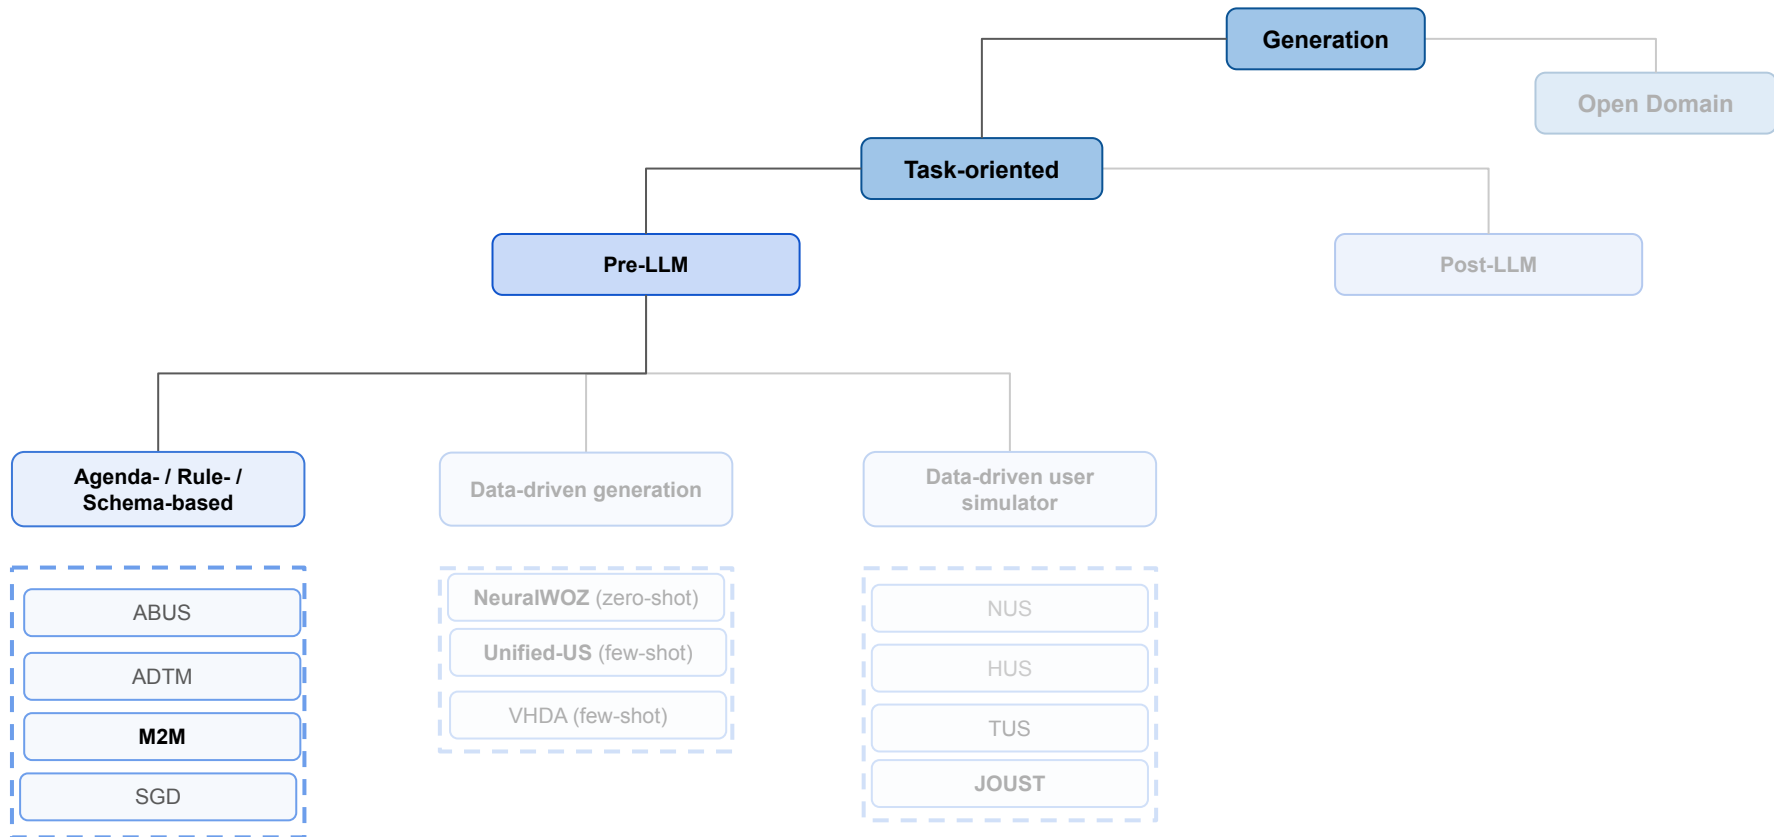 Generation
Open Domain
Task-oriented
Pre-LLM
Post-LLM
Agenda- / Rule- /
Schema-based
Data-driven generation
Data-driven user
simulator
ABUS
ADTM
M2M
SGD
NeuralWOZ (zero-shot)
Unified-US (few-shot)
VHDA (few-shot)
NUS
HUS
TUS
JOUST